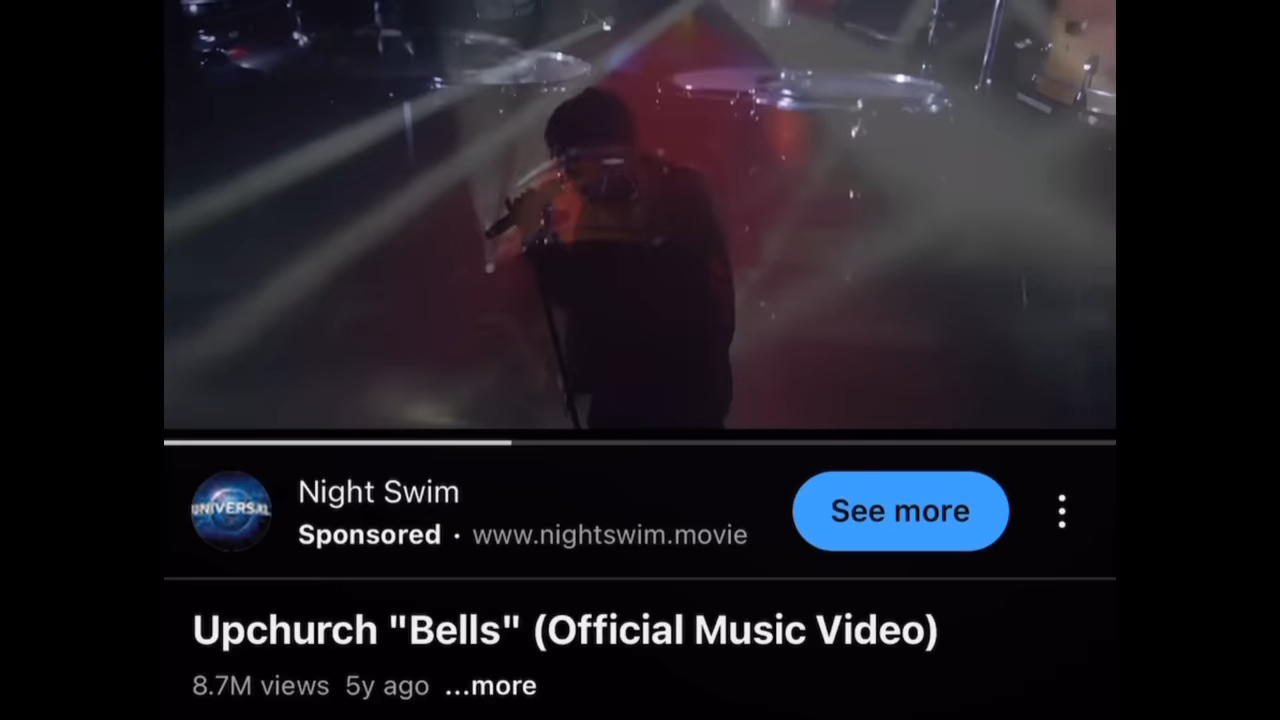 UNIVERSAL
Night Swim
Sponsored · www.nightswim.movie
See more
Upchurch "Bells" (Official Music Video)
8.7M views 5y ago ...more